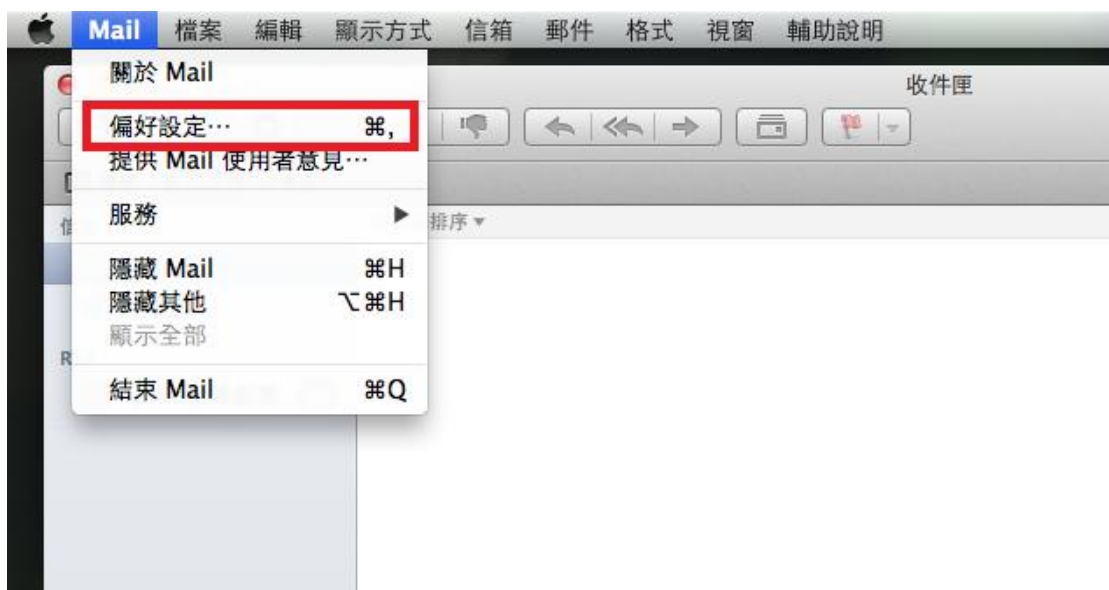 Mail 檔案 編輯 顯示方式 信箱 郵件 格式 視窗 輔助說明
關於 Mail
收件匣
偏好設定… ⌘,
提供 Mail 使用者意見…
服務 ▶
排序 ▾
隱藏 Mail ⌘H
隱藏其他 ⌥⌘H
顯示全部
R
結束 Mail ⌘Q